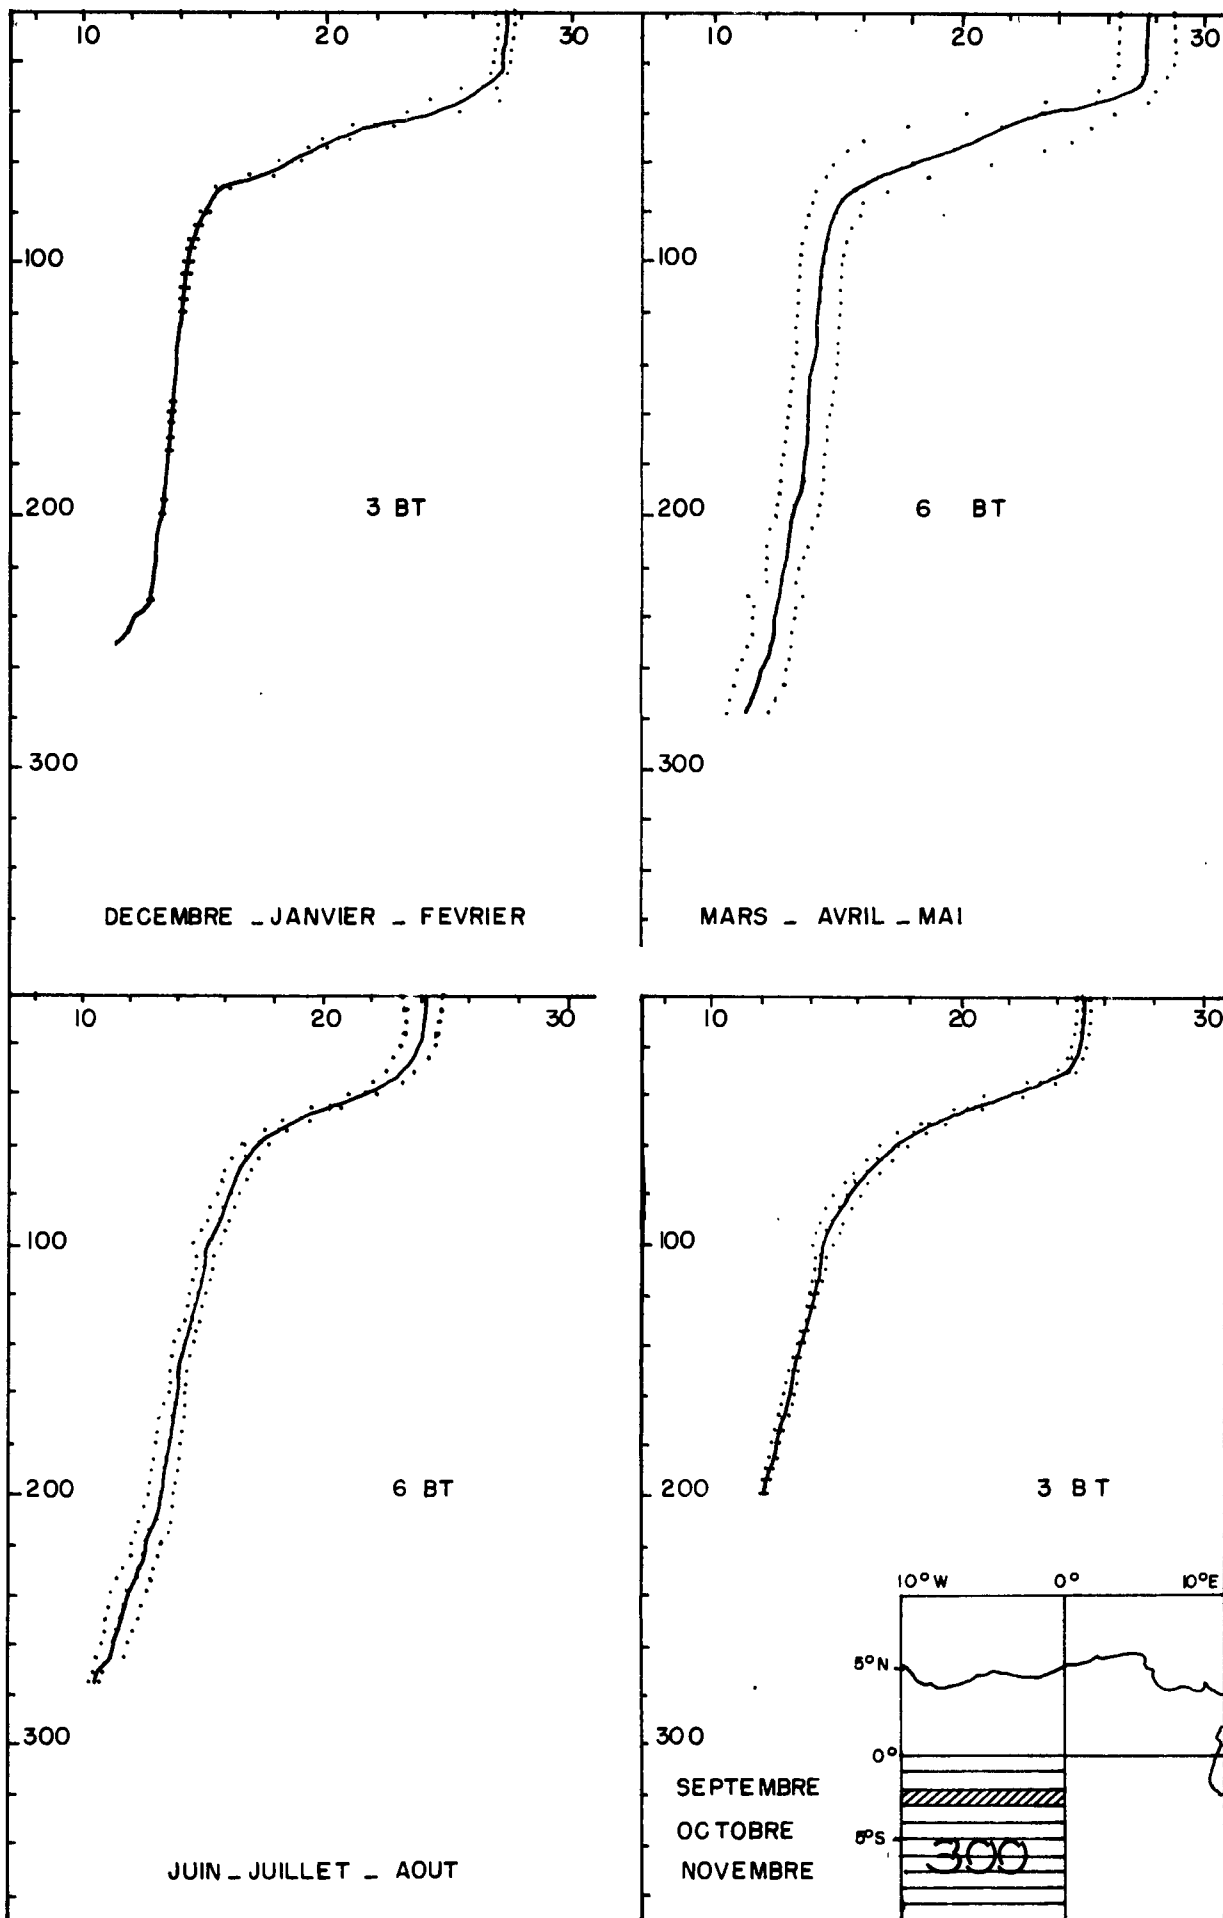 10 20 30
100
200
3 BT
300
DECEMBRE _ JANVIER _ FEVRIER
10 20 30
100
200
6 BT
300
MARS _ AVRIL _ MAI
10 20 30
100
200
6 BT
300
JUIN _ JUILLET _ AOUT
10 20 30
100
200
3 BT
300
SEPTEMBRE
OCTOBRE
NOVEMBRE
10°W 0° 10°E
5°N
0°
5°S
300